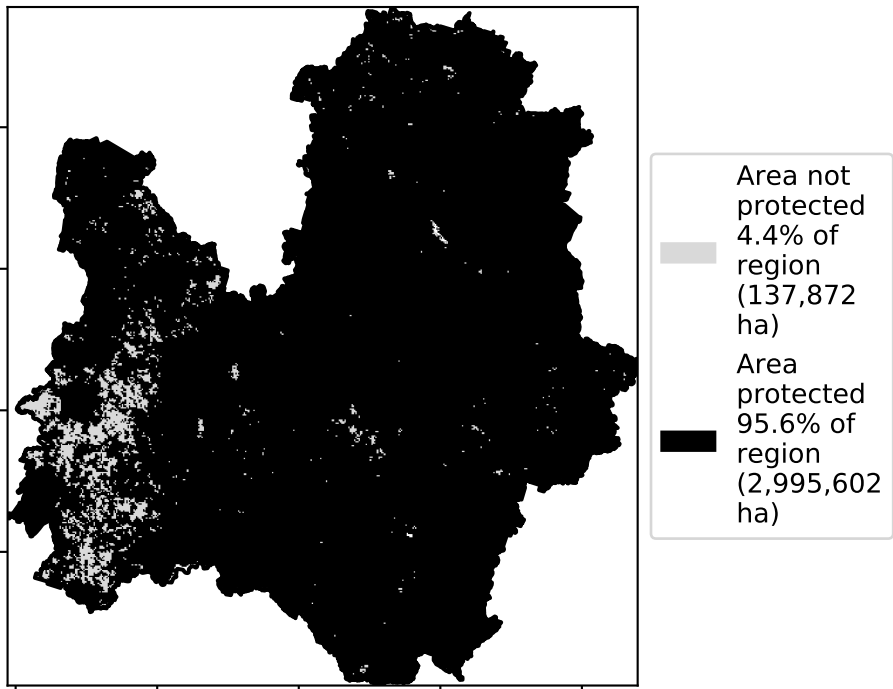 Area not
protected
4.4% of
region
(137,872
ha)
Area
protected
95.6% of
region
(2,995,602
ha)